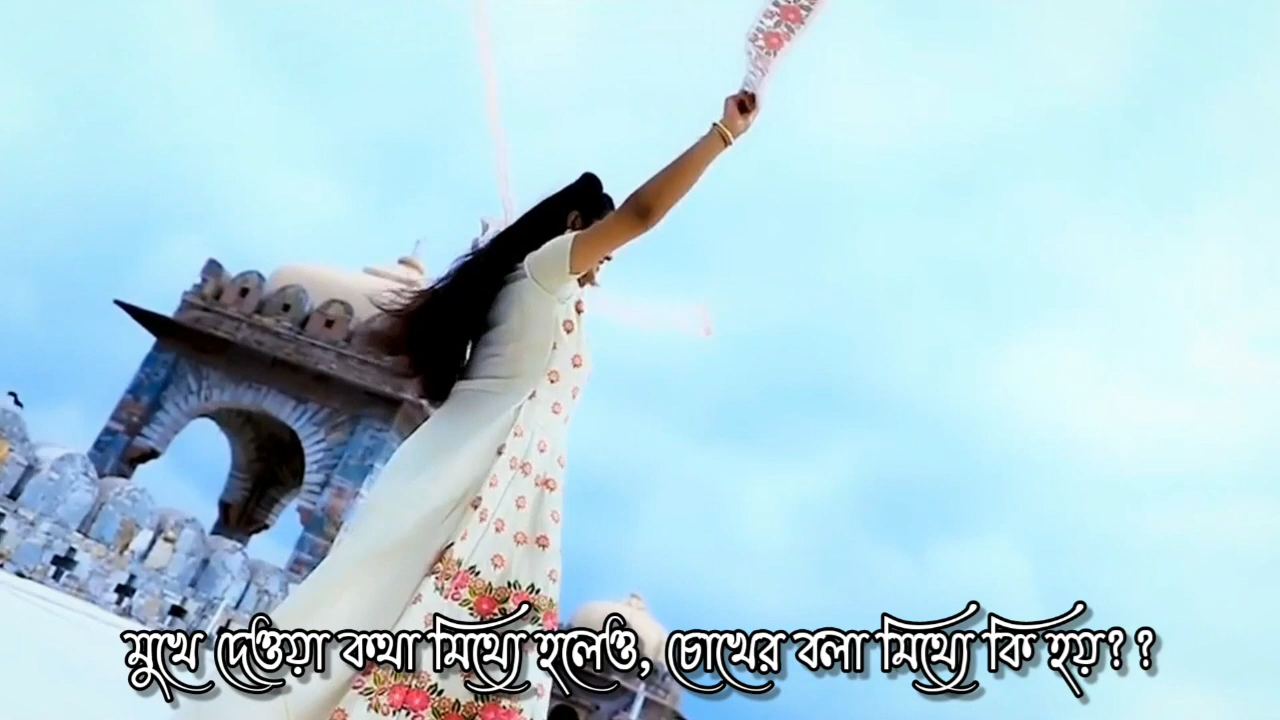 মুখে দেওয়া কথা মিথ্যে হলেও, চোখের বলা মিথ্যে কি হয়??